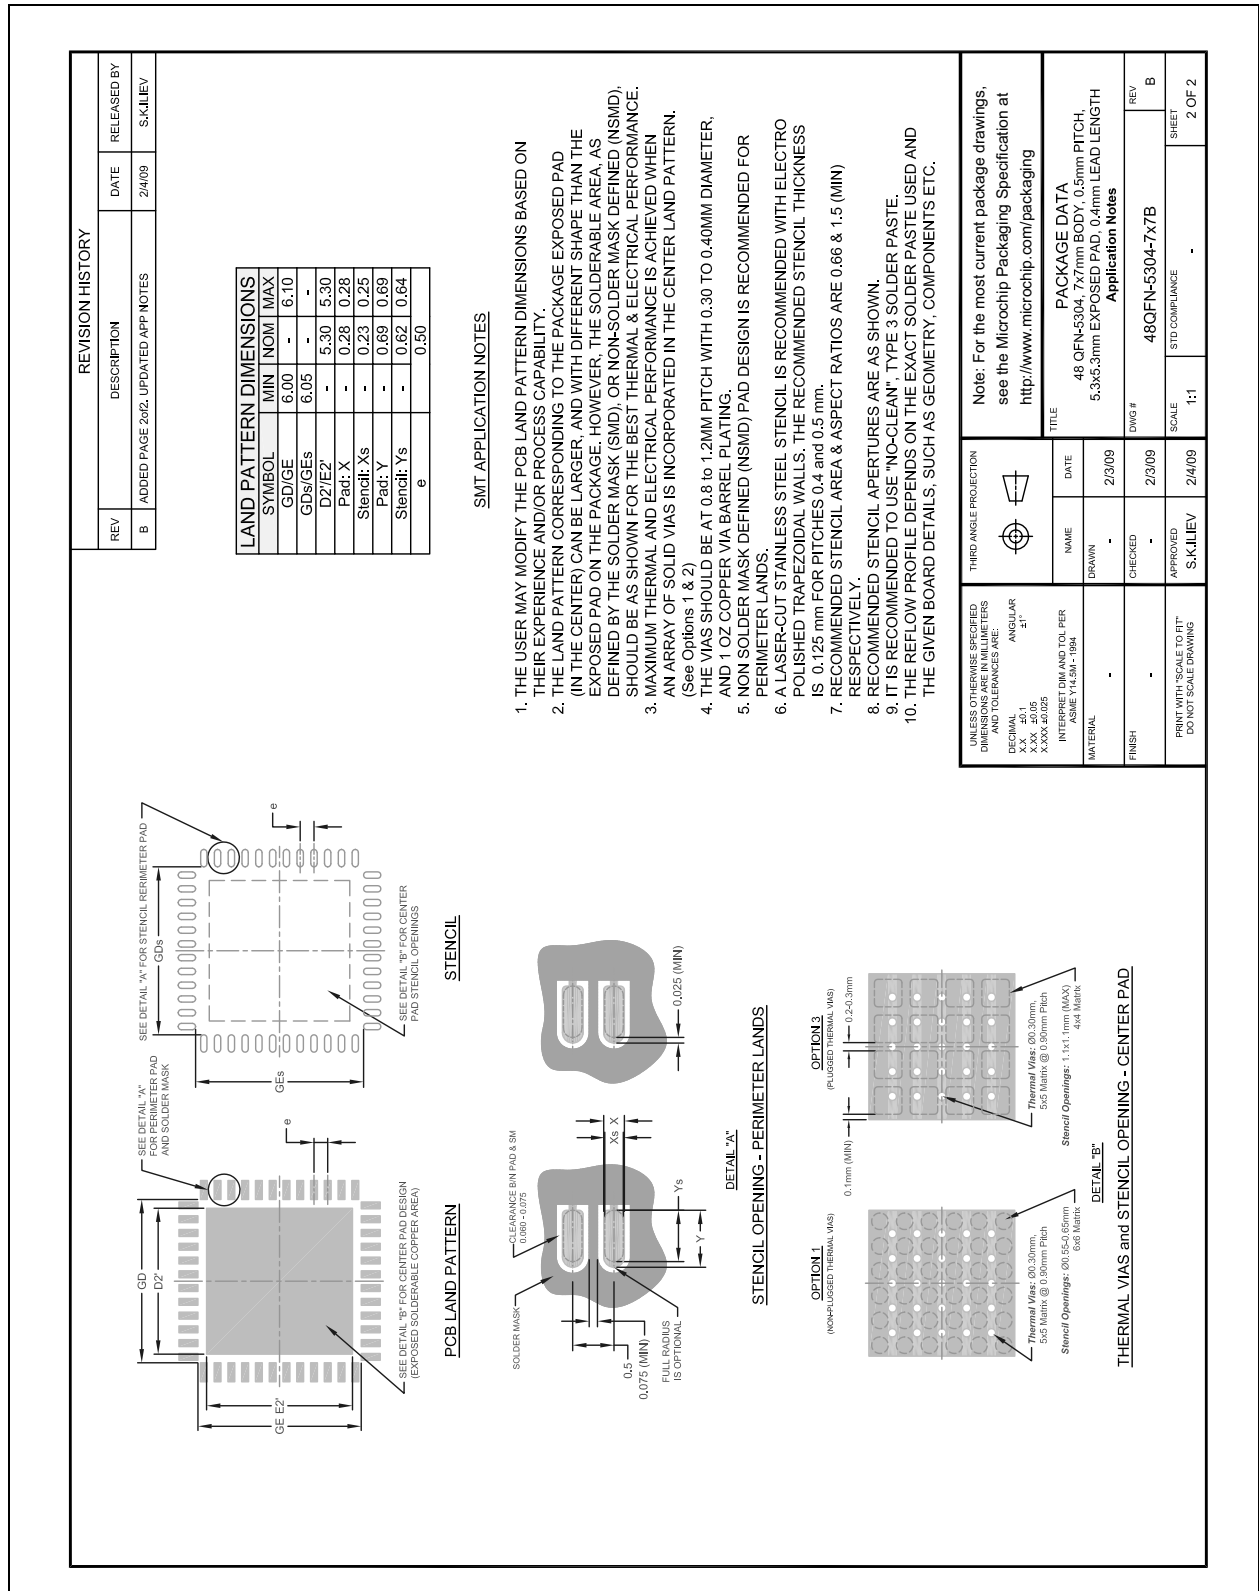 REVISION HISTORY
REV DESCRIPTION DATE RELEASED BY
B ADDED PAGE 2of2. UPDATED APP NOTES 2/4/09 S.K.ILIEV
SEE DETAIL "A"
FOR PERIMETER PAD
AND SOLDER MASK
GD
D2'
GE E2'
e
SEE DETAIL "B" FOR CENTER PAD DESIGN
(EXPOSED SOLDERABLE COPPER AREA)
PCB LAND PATTERN
SEE DETAIL "A" FOR STENCIL RERIMETER PAD
GDs
GEs
e
SEE DETAIL "B" FOR CENTER
PAD STENCIL OPENINGS
STENCIL
LAND PATTERN DIMENSIONS
SYMBOL MIN NOM MAX
GD/GE 6.00 - 6.10
GDs/GEs 6.05 - -
D2'/E2' - 5.30 5.30
Pad: X - 0.28 0.28
Stencil: Xs - 0.23 0.25
Pad: Y - 0.69 0.69
Stencil: Ys - 0.62 0.64
e 0.50
SOLDER MASK
CLEARANCE B/N PAD & SM
0.060 - 0.075
0.5
0.075 (MIN)
FULL RADIUS
IS OPTIONAL
Xs X
Ys
Y
0.025 (MIN)
DETAIL "A"
STENCIL OPENING - PERIMETER LANDS
SMT APPLICATION NOTES
1. THE USER MAY MODIFY THE PCB LAND PATTERN DIMENSIONS BASED ON
THEIR EXPERIENCE AND/OR PROCESS CAPABILITY.
2. THE LAND PATTERN CORRESPONDING TO THE PACKAGE EXPOSED PAD
(IN THE CENTER) CAN BE LARGER, AND WITH DIFFERENT SHAPE THAN THE
EXPOSED PAD ON THE PACKAGE. HOWEVER, THE SOLDERABLE AREA, AS
DEFINED BY THE SOLDER MASK (SMD), OR NON-SOLDER MASK DEFINED (NSMD),
SHOULD BE AS SHOWN FOR THE BEST THERMAL & ELECTRICAL PERFORMANCE.
3. MAXIMUM THERMAL AND ELECTRICAL PERFORMANCE IS ACHIEVED WHEN
AN ARRAY OF SOLID VIAS IS INCORPORATED IN THE CENTER LAND PATTERN.
(See Options 1 & 2)
4. THE VIAS SHOULD BE AT 0.8 to 1.2MM PITCH WITH 0.30 TO 0.40MM DIAMETER,
AND 1 OZ COPPER VIA BARREL PLATING.
5. NON SOLDER MASK DEFINED (NSMD) PAD DESIGN IS RECOMMENDED FOR
PERIMETER LANDS.
6. A LASER-CUT STAINLESS STEEL STENCIL IS RECOMMENDED WITH ELECTRO
POLISHED TRAPEZOIDAL WALLS. THE RECOMMENDED STENCIL THICKNESS
IS 0.125 mm FOR PITCHES 0.4 and 0.5 mm.
7. RECOMMENDED STENCIL AREA & ASPECT RATIOS ARE 0.66 & 1.5 (MIN)
RESPECTIVELY.
8. RECOMMENDED STENCIL APERTURES ARE AS SHOWN.
9. IT IS RECOMMENDED TO USE "NO-CLEAN", TYPE 3 SOLDER PASTE.
10. THE REFLOW PROFILE DEPENDS ON THE EXACT SOLDER PASTE USED AND
THE GIVEN BOARD DETAILS, SUCH AS GEOMETRY, COMPONENTS ETC.
OPTION 1
(NON-PLUGGED THERMAL VIAS)
Thermal Vias: Ø0.30mm,
5x5 Matrix @ 0.90mm Pitch
Stencil Openings: Ø0.55-0.65mm
6x6 Matrix
OPTION 3
(PLUGGED THERMAL VIAS)
0.1mm (MIN)
0.2-0.3mm
Thermal Vias: Ø0.30mm,
5x5 Matrix @ 0.90mm Pitch
Stencil Openings: 1.1x1.1mm (MAX)
4x4 Matrix
DETAIL "B"
THERMAL VIAS and STENCIL OPENING - CENTER PAD
UNLESS OTHERWISE SPECIFIED
DIMENSIONS ARE IN MILLIMETERS
AND TOLERANCES ARE:
DECIMAL ANGULAR
X.X ±0.1 ±1°
X.XX ±0.05
X.XXX ±0.025
INTERPRET DIM AND TOL PER
ASME Y14.5M - 1994
MATERIAL
-
FINISH
-
PRINT WITH "SCALE TO FIT"
DO NOT SCALE DRAWING
THIRD ANGLE PROJECTION
NAME DATE
DRAWN
- 2/3/09
CHECKED
- 2/3/09
APPROVED
S.K.ILIEV 2/4/09
Note: For the most current package drawings,
see the Microchip Packaging Specification at
http://www.microchip.com/packaging
TITLE
PACKAGE DATA
48 QFN-5304, 7x7mm BODY, 0.5mm PITCH,
5.3x5.3mm EXPOSED PAD, 0.4mm LEAD LENGTH
Application Notes
DWG # REV
48QFN-5304-7x7B B
SCALE STD COMPLIANCE SHEET
1:1 - 2 OF 2